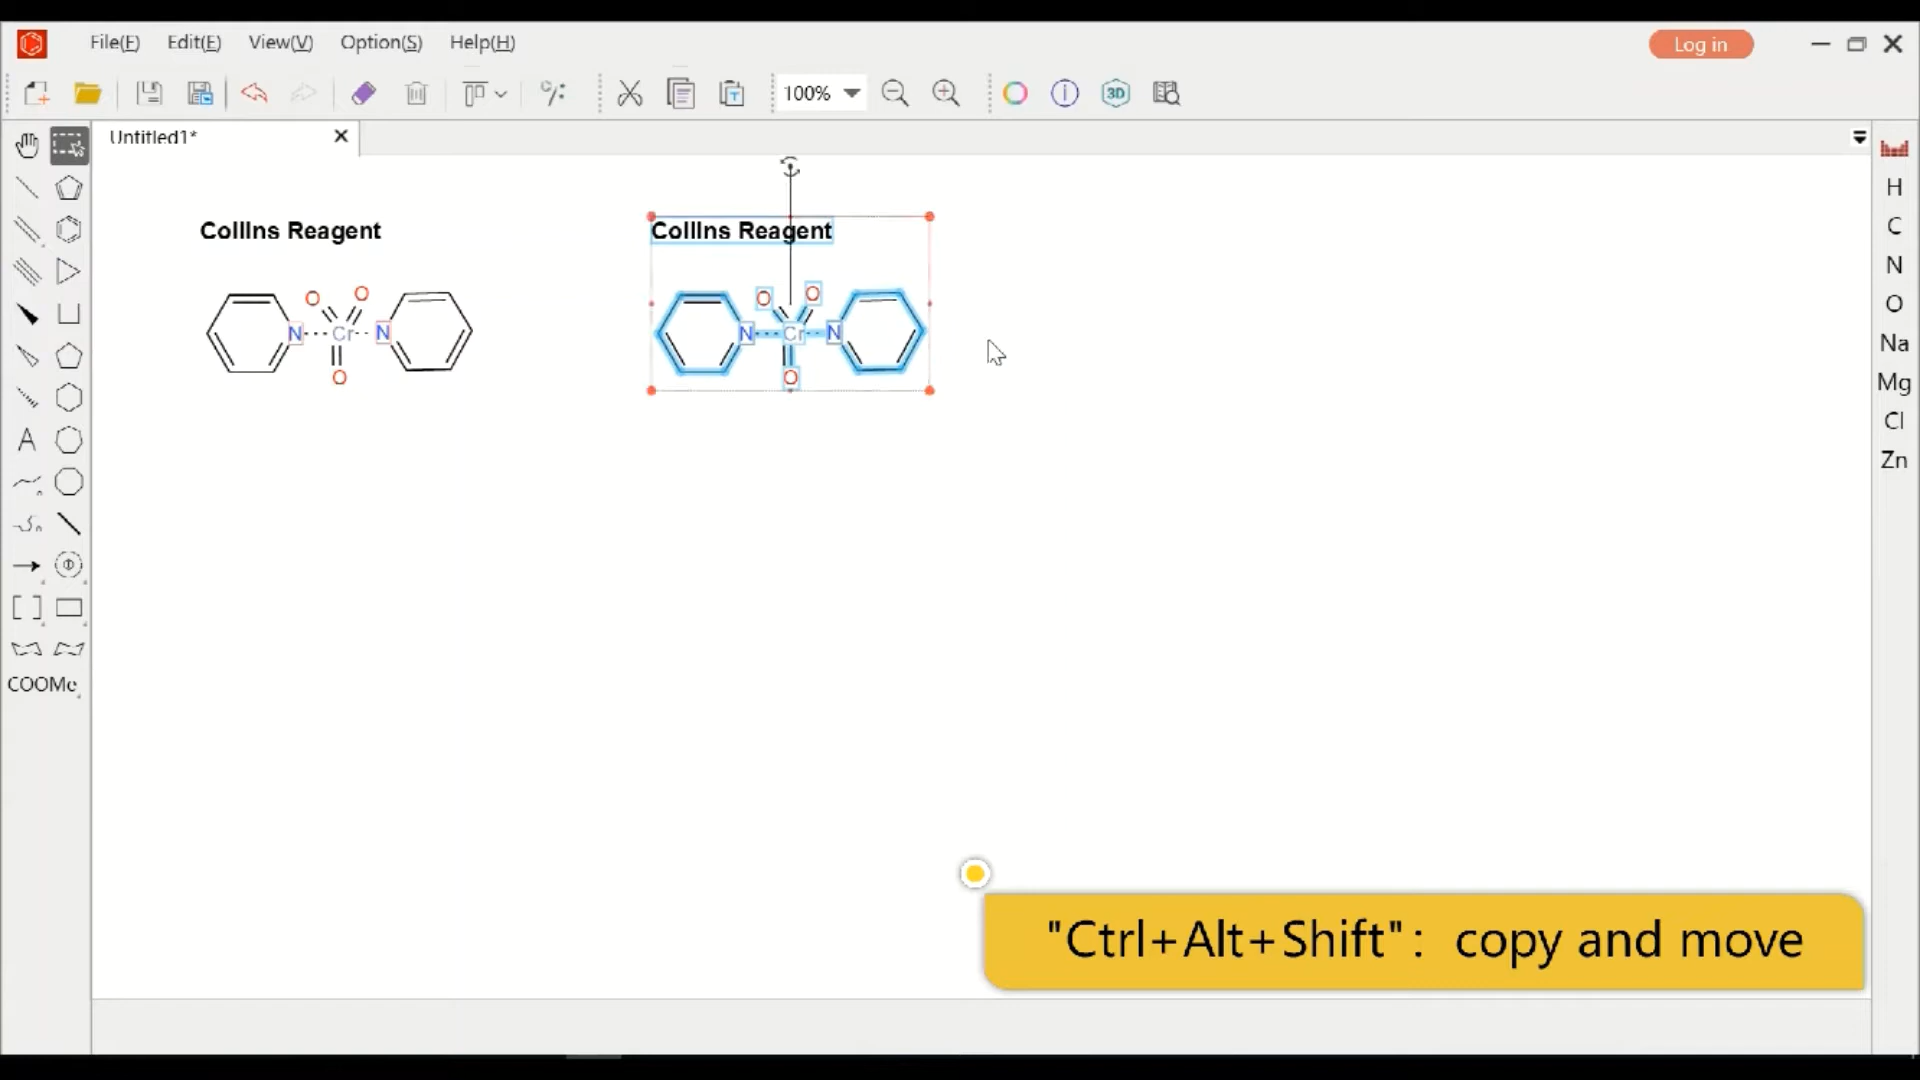 File(F) Edit(E) View(V) Option(S) Help(H) Log in
100% 3D
Untitled1*
Collins Reagent Collins Reagent
O O O O
N Cr N N Cr N
O O
A
COOMe
H
C
N
O
Na
Mg
Cl
Zn
"Ctrl+Alt+Shift": copy and move